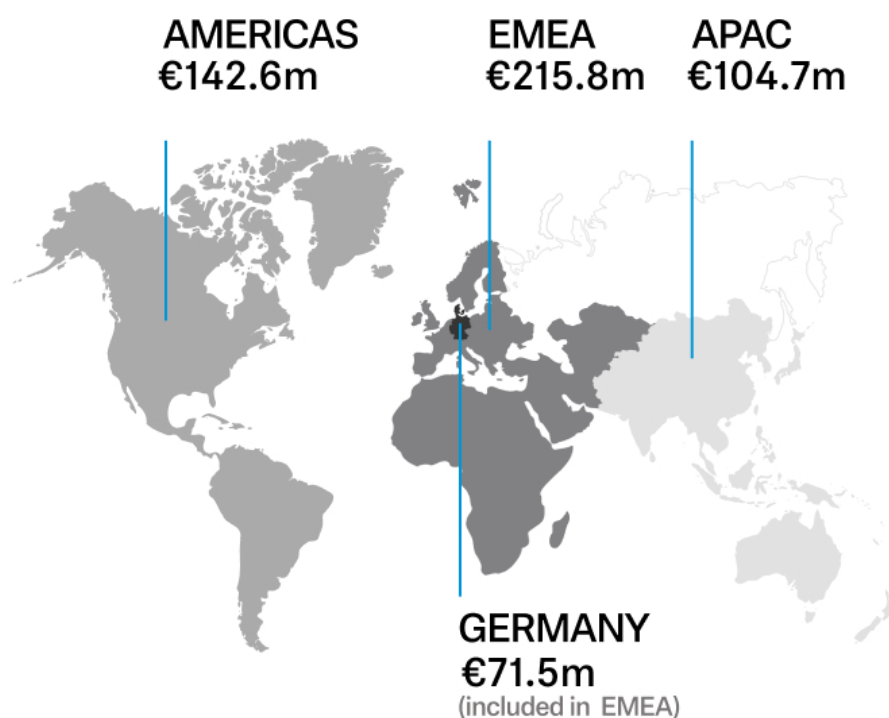 AMERICAS
€142.6m
EMEA
€215.8m
APAC
€104.7m
GERMANY
€71.5m
(included in EMEA)